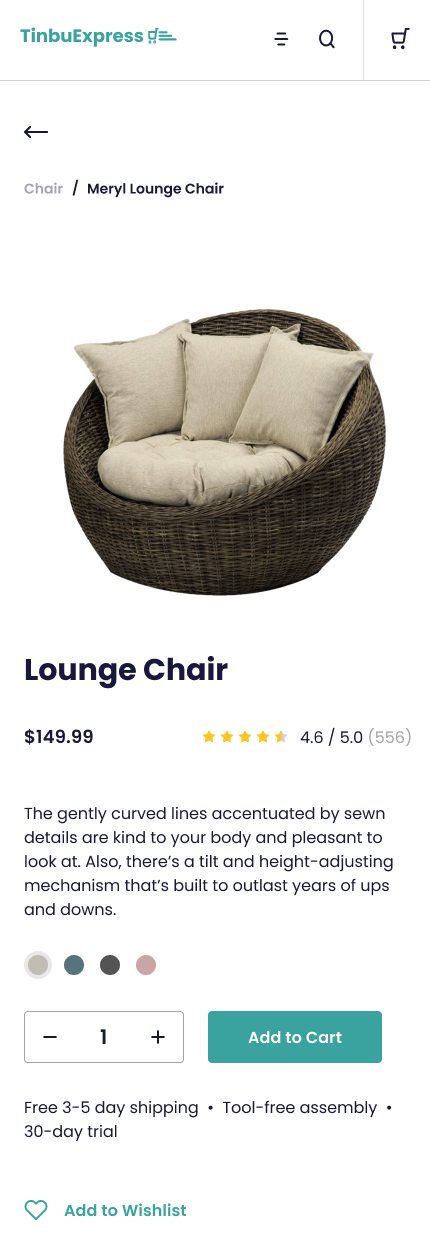 TinbuExpress
Chair / Meryl Lounge Chair
Lounge Chair
$149.99 4.6 / 5.0 (556)
The gently curved lines accentuated by sewn
details are kind to your body and pleasant to
look at. Also, there’s a tilt and height-adjusting
mechanism that’s built to outlast years of ups
and downs.
− 1 + Add to Cart
Free 3-5 day shipping • Tool-free assembly •
30-day trial
Add to Wishlist